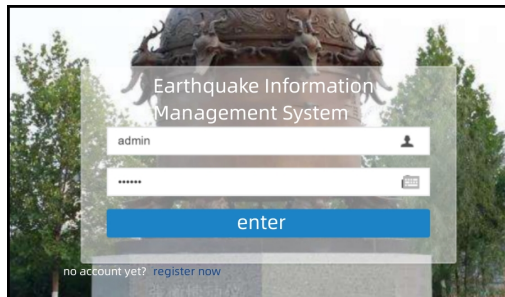 Earthquake Information
Management System
admin
••••••
enter
no account yet? register now